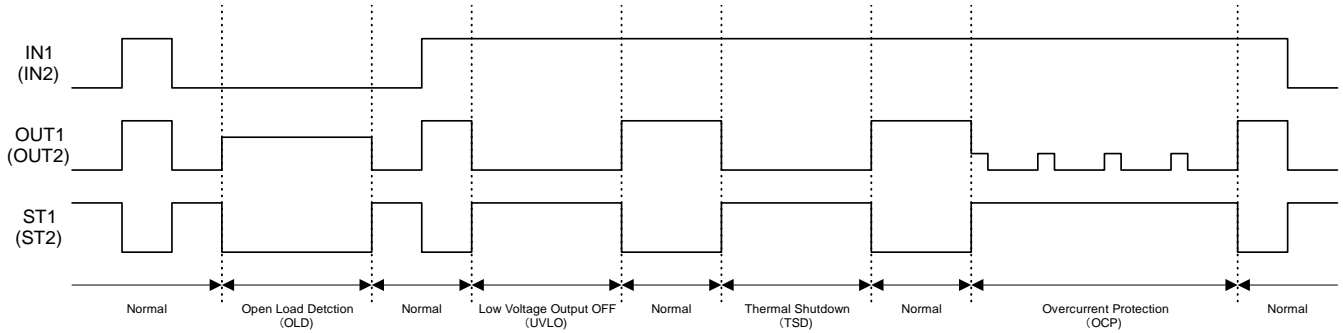 IN1
(IN2)
OUT1
(OUT2)
ST1
(ST2)
Normal
Open Load Detction
（OLD）
Normal
Low Voltage Output OFF
（UVLO）
Normal
Thermal Shutdown
（TSD）
Normal
Overcurrent Protection
（OCP）
Normal